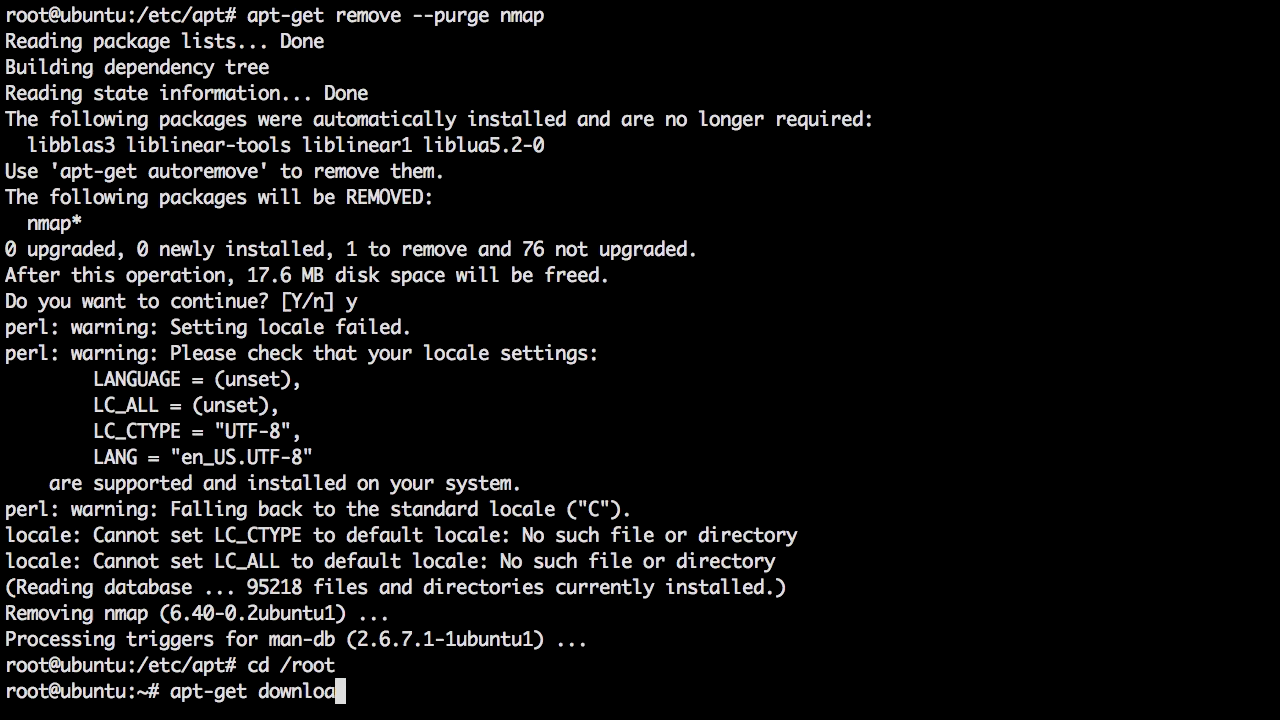 root@ubuntu:/etc/apt# apt-get remove --purge nmap
Reading package lists... Done
Building dependency tree
Reading state information... Done
The following packages were automatically installed and are no longer required:
  libblas3 liblinear-tools liblinear1 liblua5.2-0
Use 'apt-get autoremove' to remove them.
The following packages will be REMOVED:
  nmap*
0 upgraded, 0 newly installed, 1 to remove and 76 not upgraded.
After this operation, 17.6 MB disk space will be freed.
Do you want to continue? [Y/n] y
perl: warning: Setting locale failed.
perl: warning: Please check that your locale settings:
        LANGUAGE = (unset),
        LC_ALL = (unset),
        LC_CTYPE = "UTF-8",
        LANG = "en_US.UTF-8"
    are supported and installed on your system.
perl: warning: Falling back to the standard locale ("C").
locale: Cannot set LC_CTYPE to default locale: No such file or directory
locale: Cannot set LC_ALL to default locale: No such file or directory
(Reading database ... 95218 files and directories currently installed.)
Removing nmap (6.40-0.2ubuntu1) ...
Processing triggers for man-db (2.6.7.1-1ubuntu1) ...
root@ubuntu:/etc/apt# cd /root
root@ubuntu:~# apt-get downloa